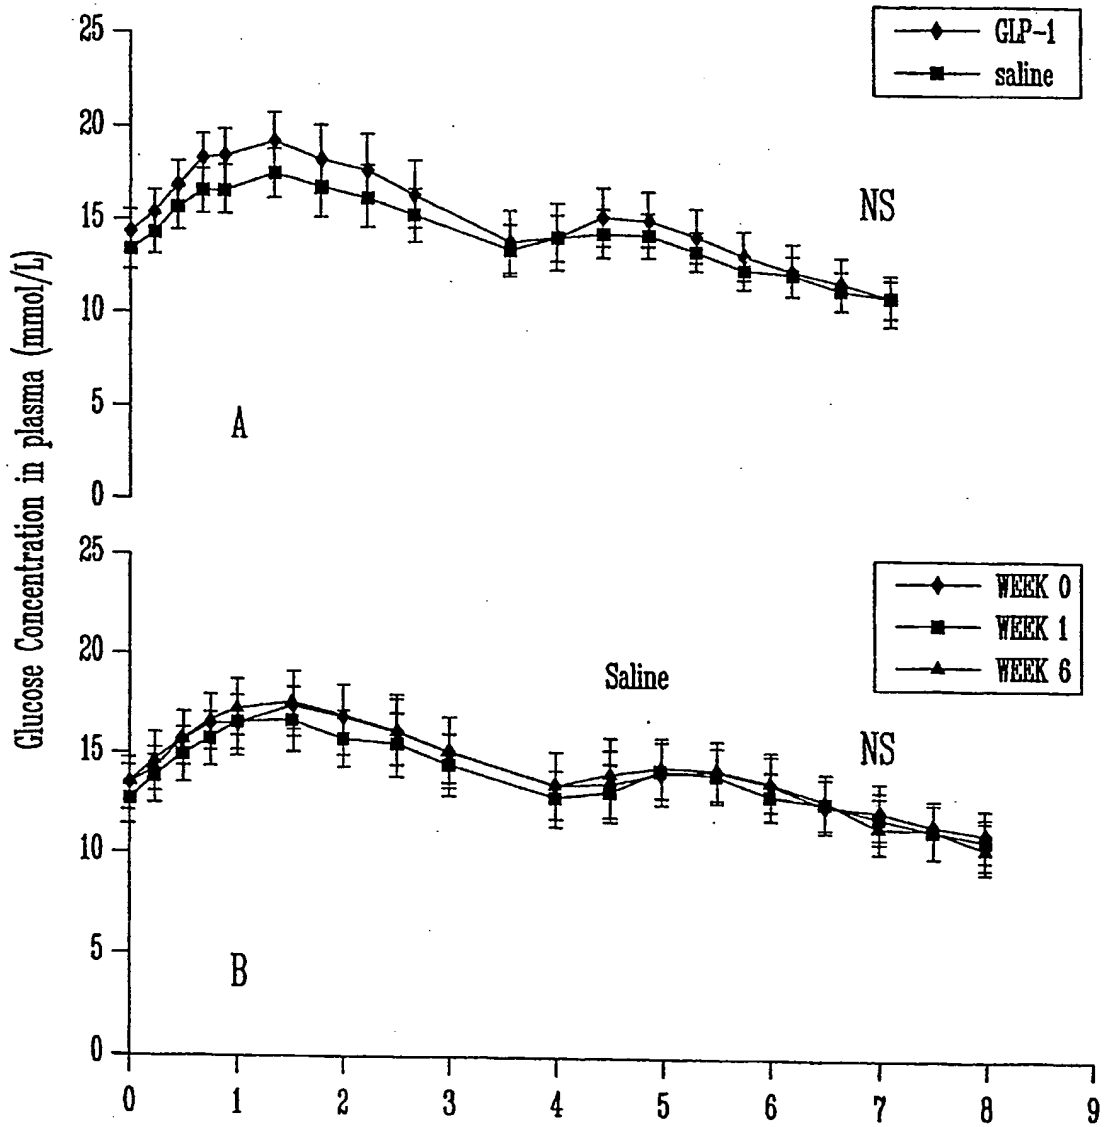 25
20
15
10
5
0
GLP-1
saline
NS
A
Glucose Concentration in plasma (mmol/L)
25
20
15
10
5
0
WEEK 0
WEEK 1
WEEK 6
Saline
NS
B
0 1 2 3 4 5 6 7 8 9